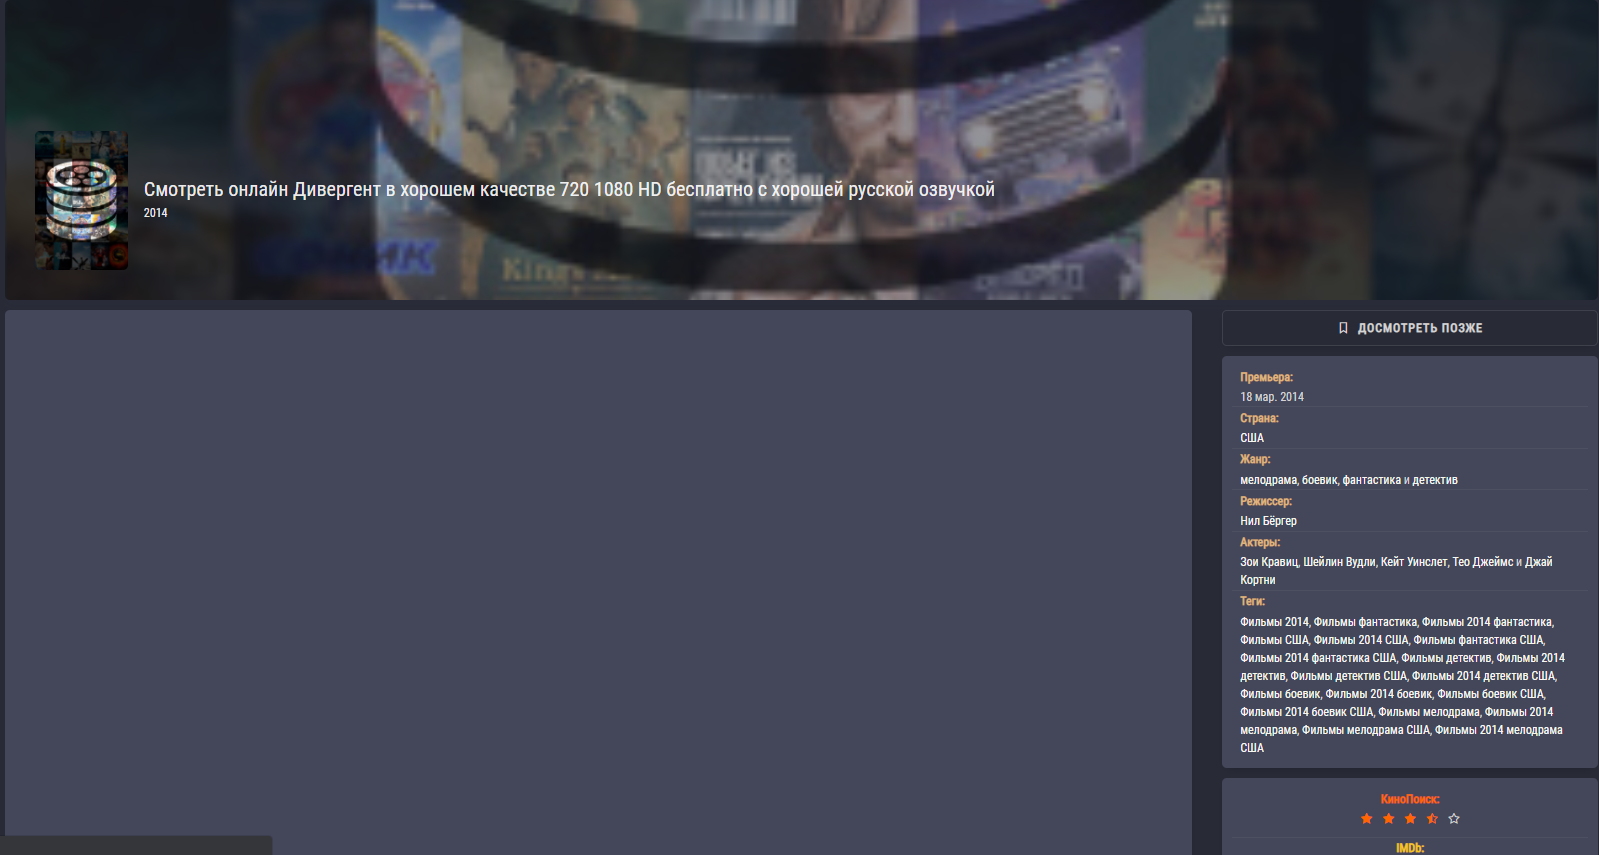 Смотреть онлайн Дивергент в хорошем качестве 720 1080 HD бесплатно с хорошей русской озвучкой
2014
ДОСМОТРЕТЬ ПОЗЖЕ
Премьера:
18 мар. 2014
Страна:
США
Жанр:
мелодрама, боевик, фантастика и детектив
Режиссер:
Нил Бёргер
Актеры:
Зои Кравиц, Шейлин Вудли, Кейт Уинслет, Тео Джеймс и Джай
Кортни
Теги:
Фильмы 2014, Фильмы фантастика, Фильмы 2014 фантастика,
Фильмы США, Фильмы 2014 США, Фильмы фантастика США,
Фильмы 2014 фантастика США, Фильмы детектив, Фильмы 2014
детектив, Фильмы детектив США, Фильмы 2014 детектив США,
Фильмы боевик, Фильмы 2014 боевик, Фильмы боевик США,
Фильмы 2014 боевик США, Фильмы мелодрама, Фильмы 2014
мелодрама, Фильмы мелодрама США, Фильмы 2014 мелодрама
США
КиноПоиск:
IMDb: